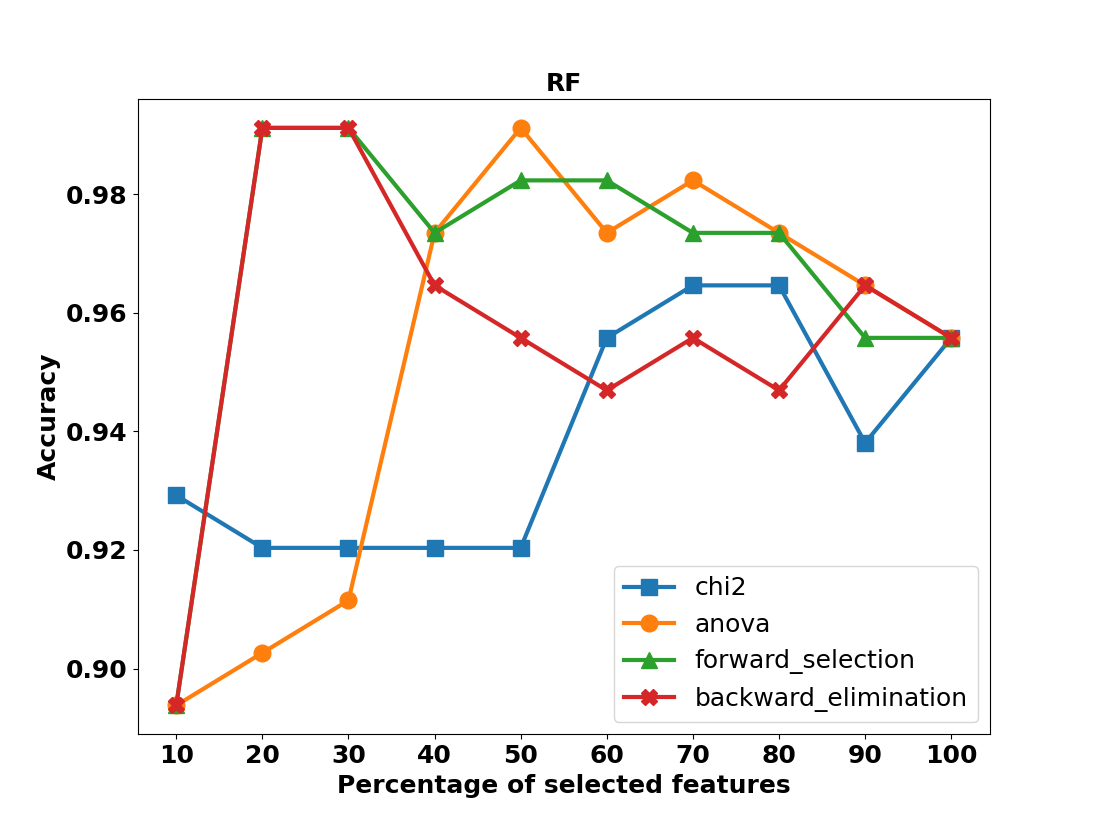 RF
Accuracy
0.98
0.96
0.94
0.92
0.90
chi2
anova
forward_selection
backward_elimination
10 20 30 40 50 60 70 80 90 100
Percentage of selected features